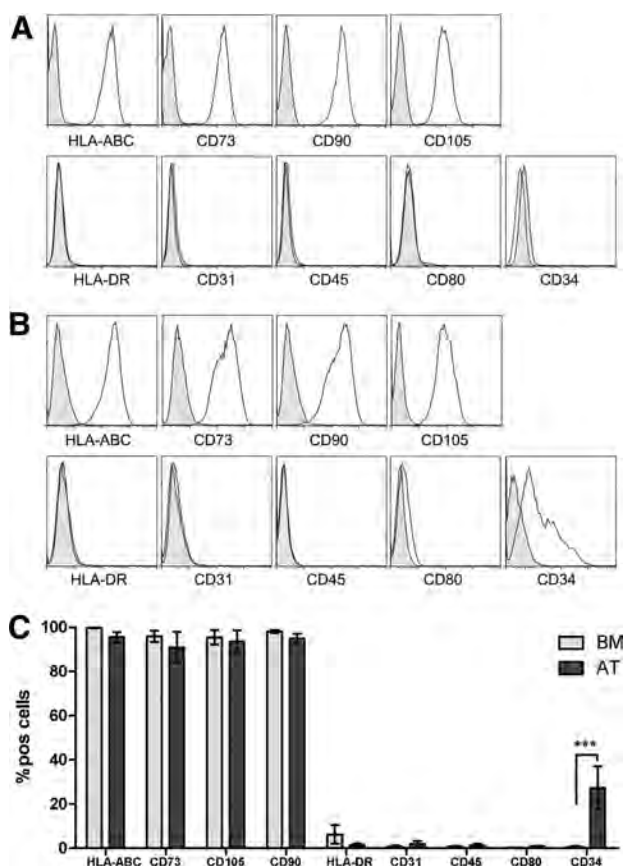 A
HLA-ABC CD73 CD90 CD105
HLA-DR CD31 CD45 CD80 CD34
B
HLA-ABC CD73 CD90 CD105
HLA-DR CD31 CD45 CD80 CD34
C
BM
AT
***
%pos cells
100
80
60
40
20
0
HLA-ABC CD73 CD105 CD90 HLA-DR CD31 CD45 CD80 CD34